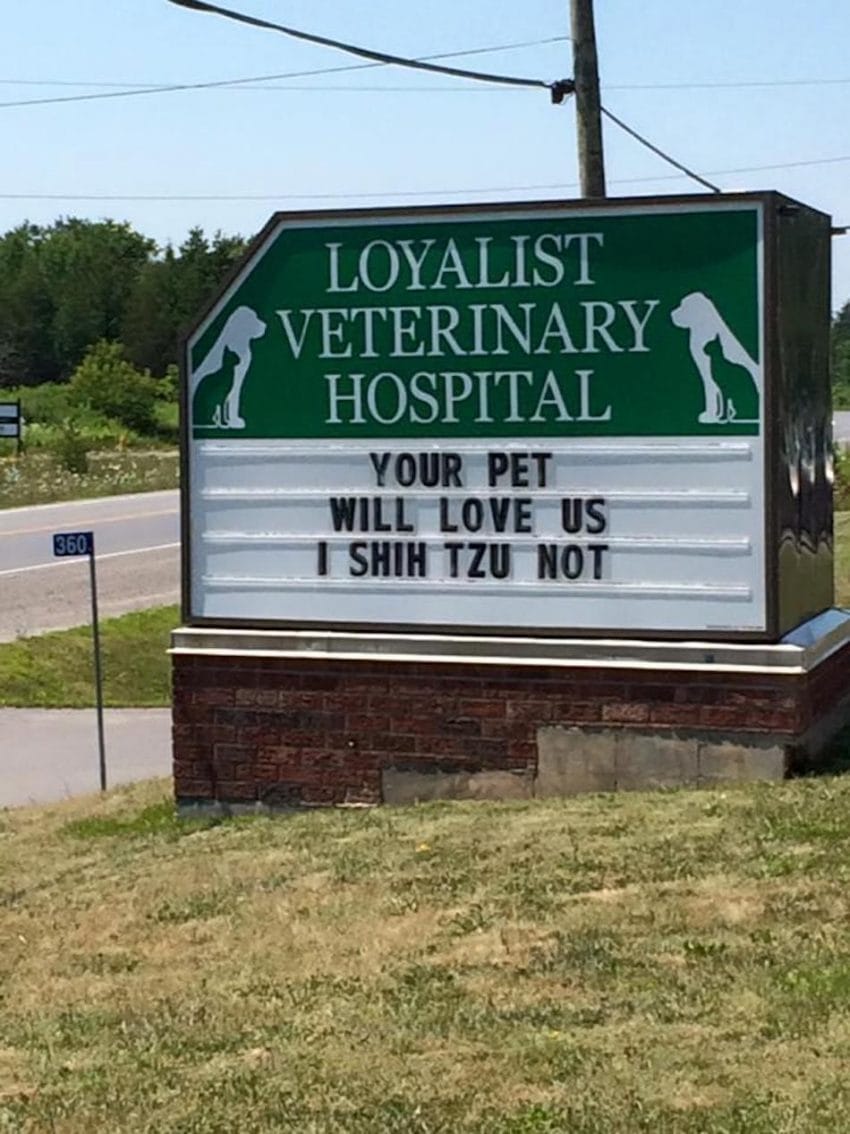 LOYALIST
VETERINARY
HOSPITAL
YOUR PET
WILL LOVE US
I SHIH TZU NOT
360